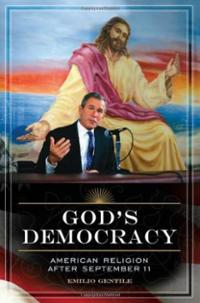 GOD'S
DEMOCRACY
AMERICAN RELIGION
AFTER SEPTEMBER 11
EMILIO GENTILE